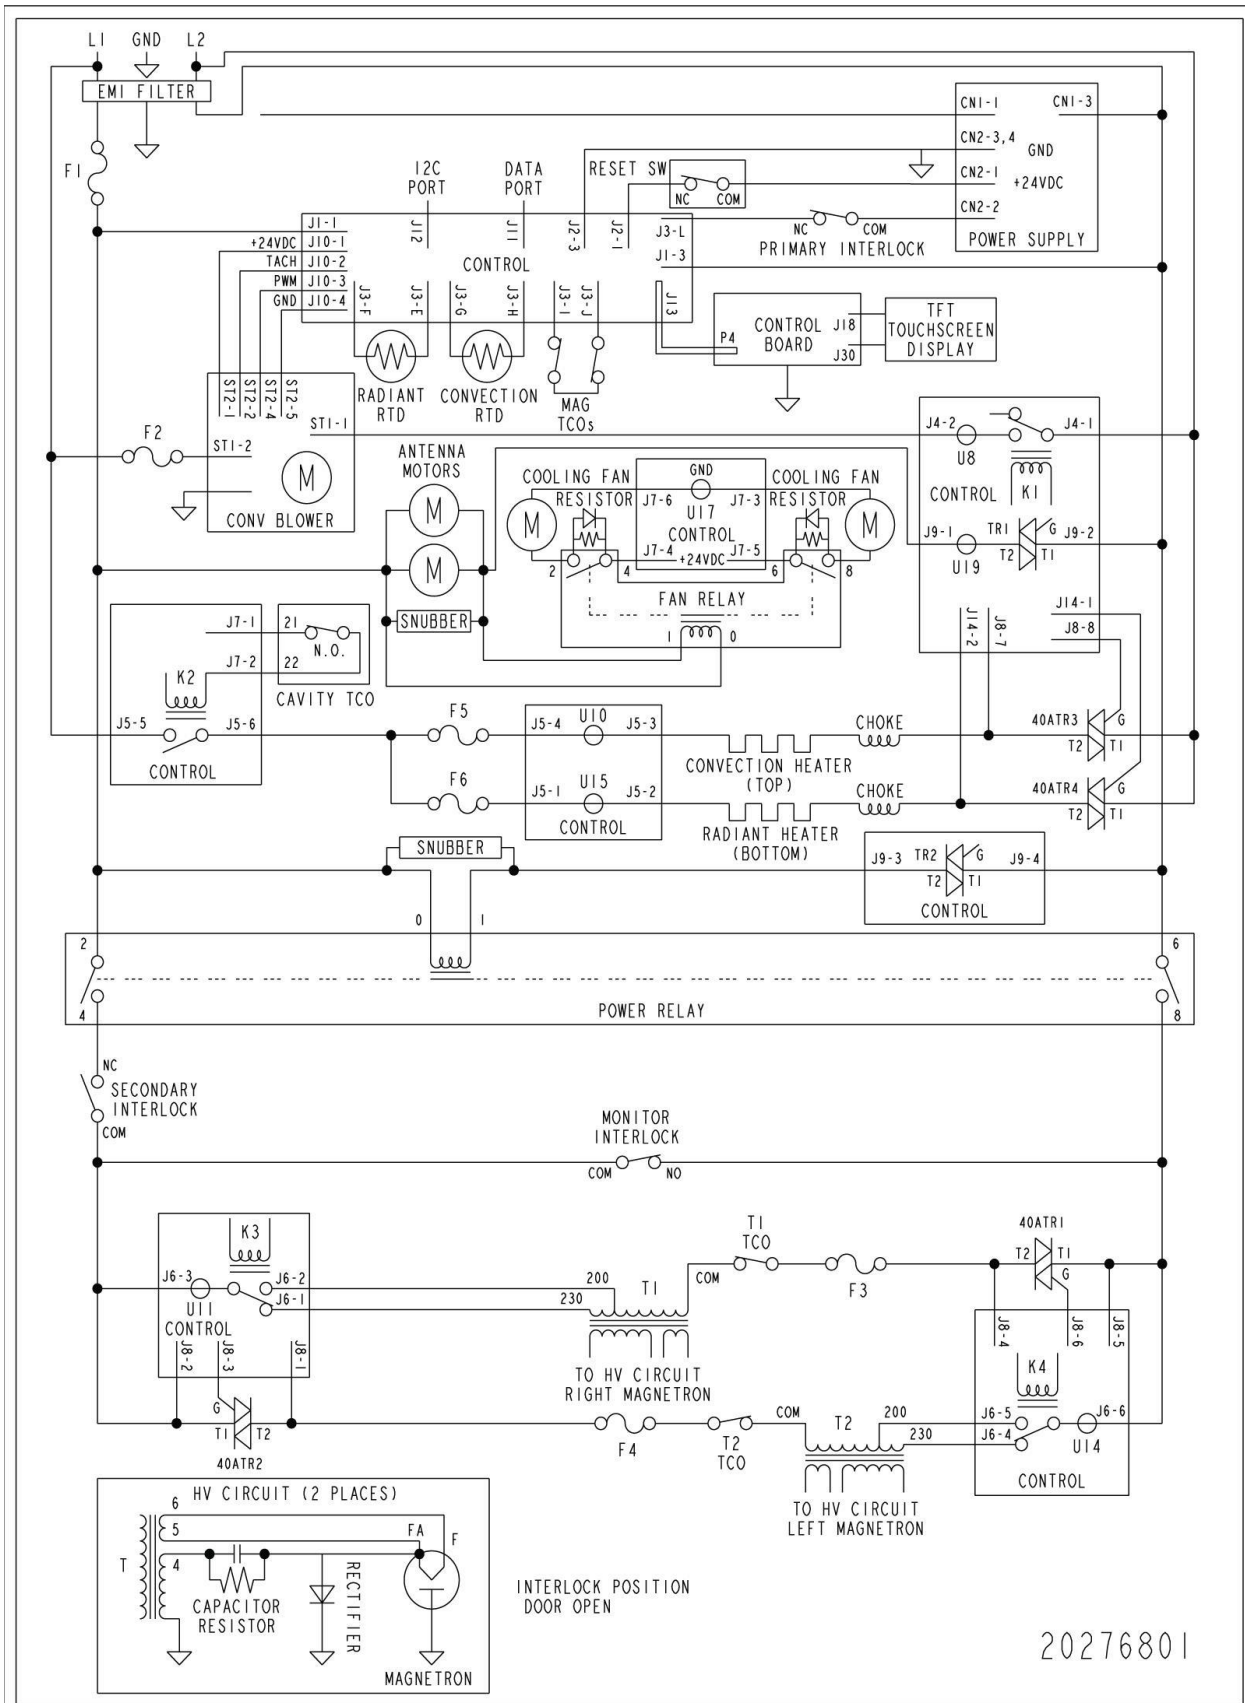 L1 GND L2
EMI FILTER
F1
I2C
PORT
DATA
PORT
RESET SW
NC COM
CN1-1 CN1-3
CN2-3,4
GND
CN2-1
+24VDC
CN2-2
POWER SUPPLY
NC COM
PRIMARY INTERLOCK
J1-1
+24VDC J10-1
TACH J10-2
PWM J10-3
GND J10-4
J12
J11
J2-3
J2-1
J3-L
J1-3
CONTROL
J3-F
J3-E
J3-G
J3-H
J3-I
J3-J
J13
RADIANT
RTD
CONVECTION
RTD
MAG
TCOs
P4
CONTROL
BOARD
J18
J30
TFT
TOUCHSCREEN
DISPLAY
ST2-1
ST2-2
ST2-4
ST2-5
ST1-1
F2
ST1-2
M
CONV BLOWER
ANTENNA
MOTORS
M
M
SNUBBER
COOLING FAN
RESISTOR
M
GND
J7-6 J7-3
U17
CONTROL
J7-4 +24VDC J7-5
COOLING FAN
RESISTOR
M
2 4 6 8
FAN RELAY
1 0
J4-2 J4-1
U8
CONTROL K1
J9-1 TR1 G J9-2
T2 T1
U19
J14-1
J8-8
J14-2
J8-7
J7-1
J7-2
K2
J5-5 J5-6
CONTROL
21
N.O.
22
CAVITY TCO
F5
F6
J5-4 U10 J5-3
J5-1 U15 J5-2
CONTROL
CONVECTION HEATER
(TOP)
CHOKE
40ATR3 G
T2 T1
RADIANT HEATER
(BOTTOM)
CHOKE
40ATR4 G
T2 T1
SNUBBER
J9-3 TR2 G J9-4
T2 T1
CONTROL
0 1
2 6
4 8
POWER RELAY
NC
SECONDARY
INTERLOCK
COM
MONITOR
INTERLOCK
COM NO
K3
J6-3 J6-2
J6-1
U11
CONTROL
J8-2
J8-3
J8-1
G
T1 T2
40ATR2
200
230
T1
COM
TO HV CIRCUIT
RIGHT MAGNETRON
T1
TCO
F3
40ATR1
T2 T1
G
J8-4
J8-6
J8-5
K4
J6-5 J6-6
J6-4
U14
CONTROL
F4
T2
TCO
COM
T2
200
230
TO HV CIRCUIT
LEFT MAGNETRON
HV CIRCUIT (2 PLACES)
6
5
4
T
FA F
CAPACITOR
RESISTOR
RECTIFIER
MAGNETRON
INTERLOCK POSITION
DOOR OPEN
20276801